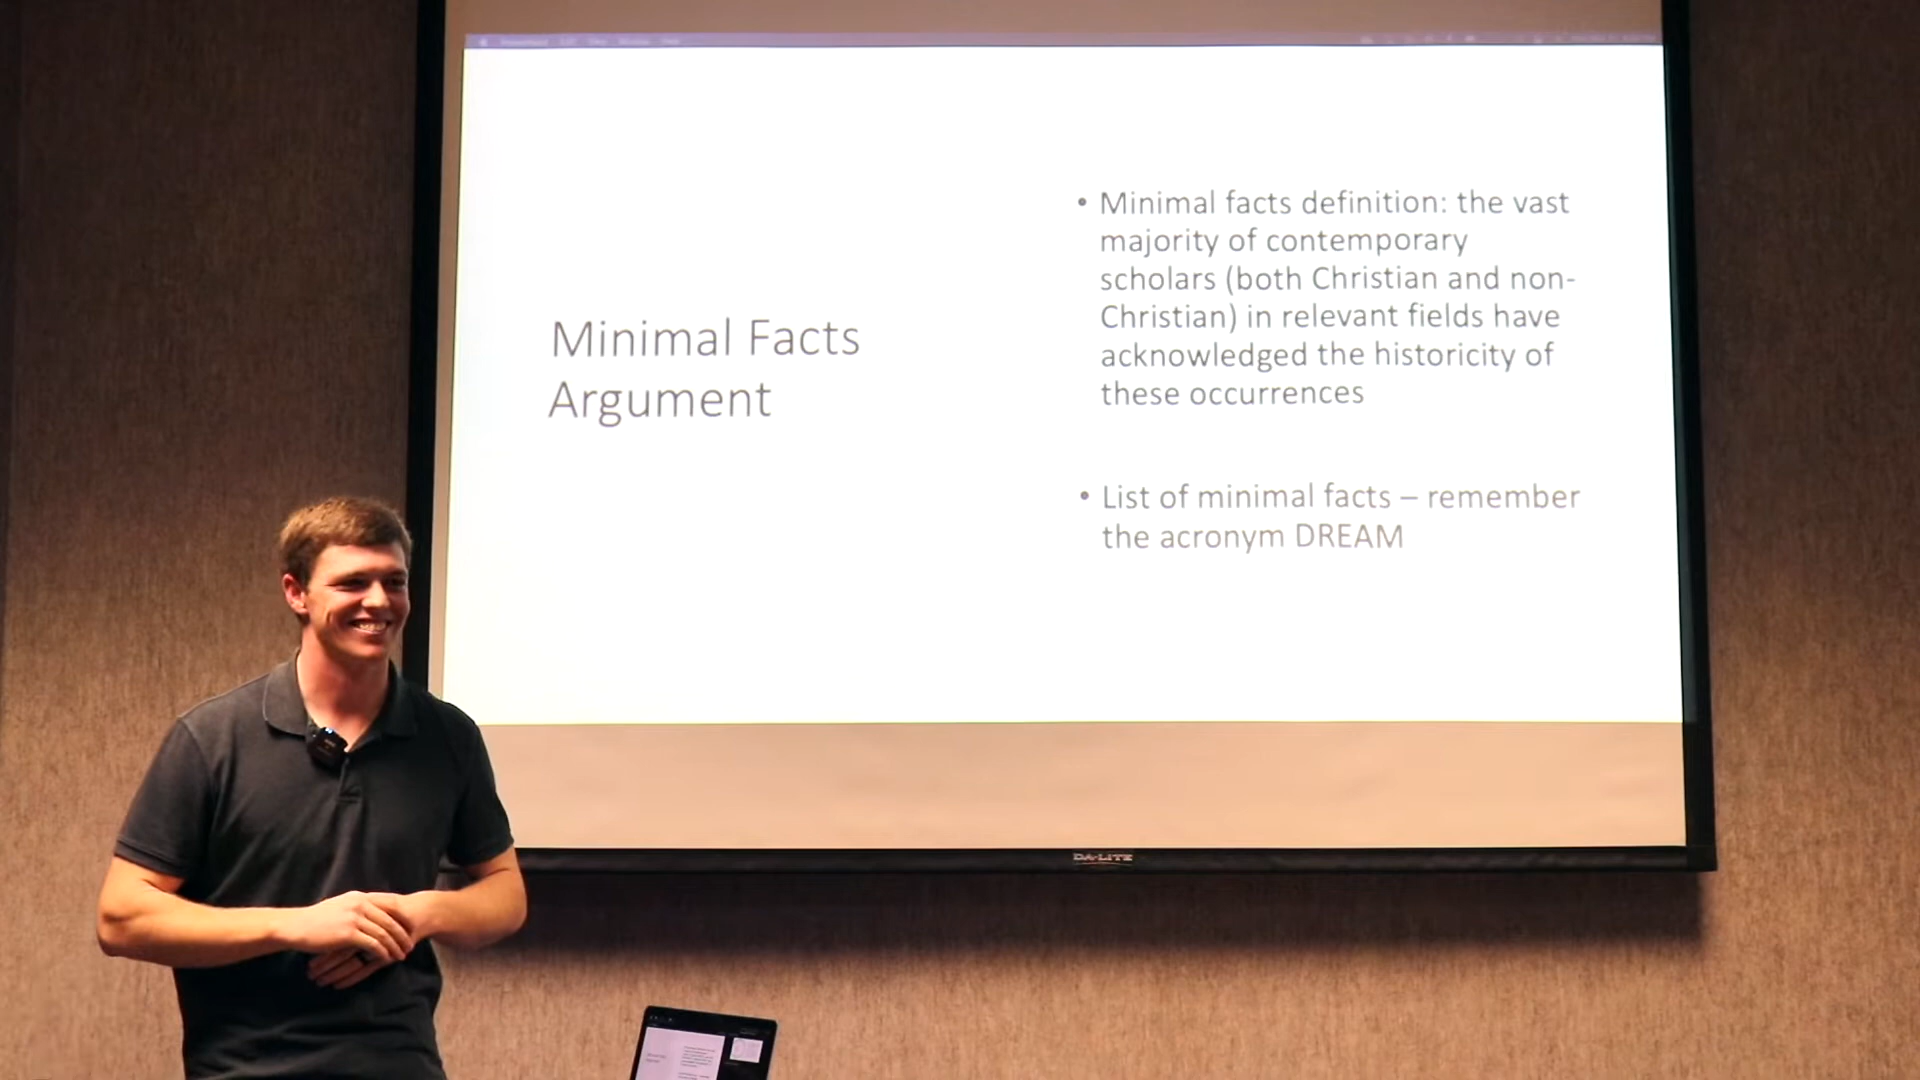 Minimal Facts
Argument
• Minimal facts definition: the vast
majority of contemporary
scholars (both Christian and non-
Christian) in relevant fields have
acknowledged the historicity of
these occurrences
• List of minimal facts – remember
the acronym DREAM
DA-LITE